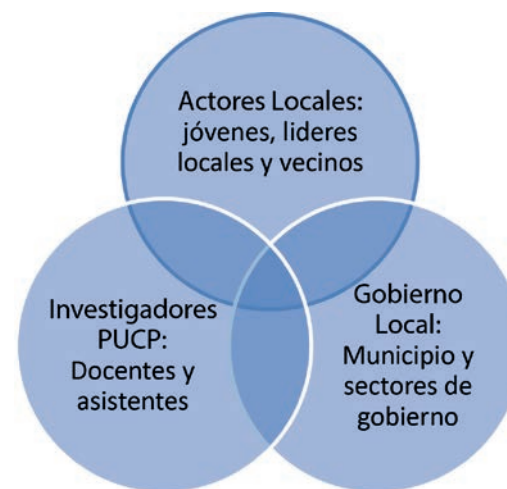 Actores Locales:
jóvenes, lideres
locales y vecinos
Investigadores
PUCP:
Docentes y
asistentes
Gobierno
Local:
Municipio y
sectores de
gobierno